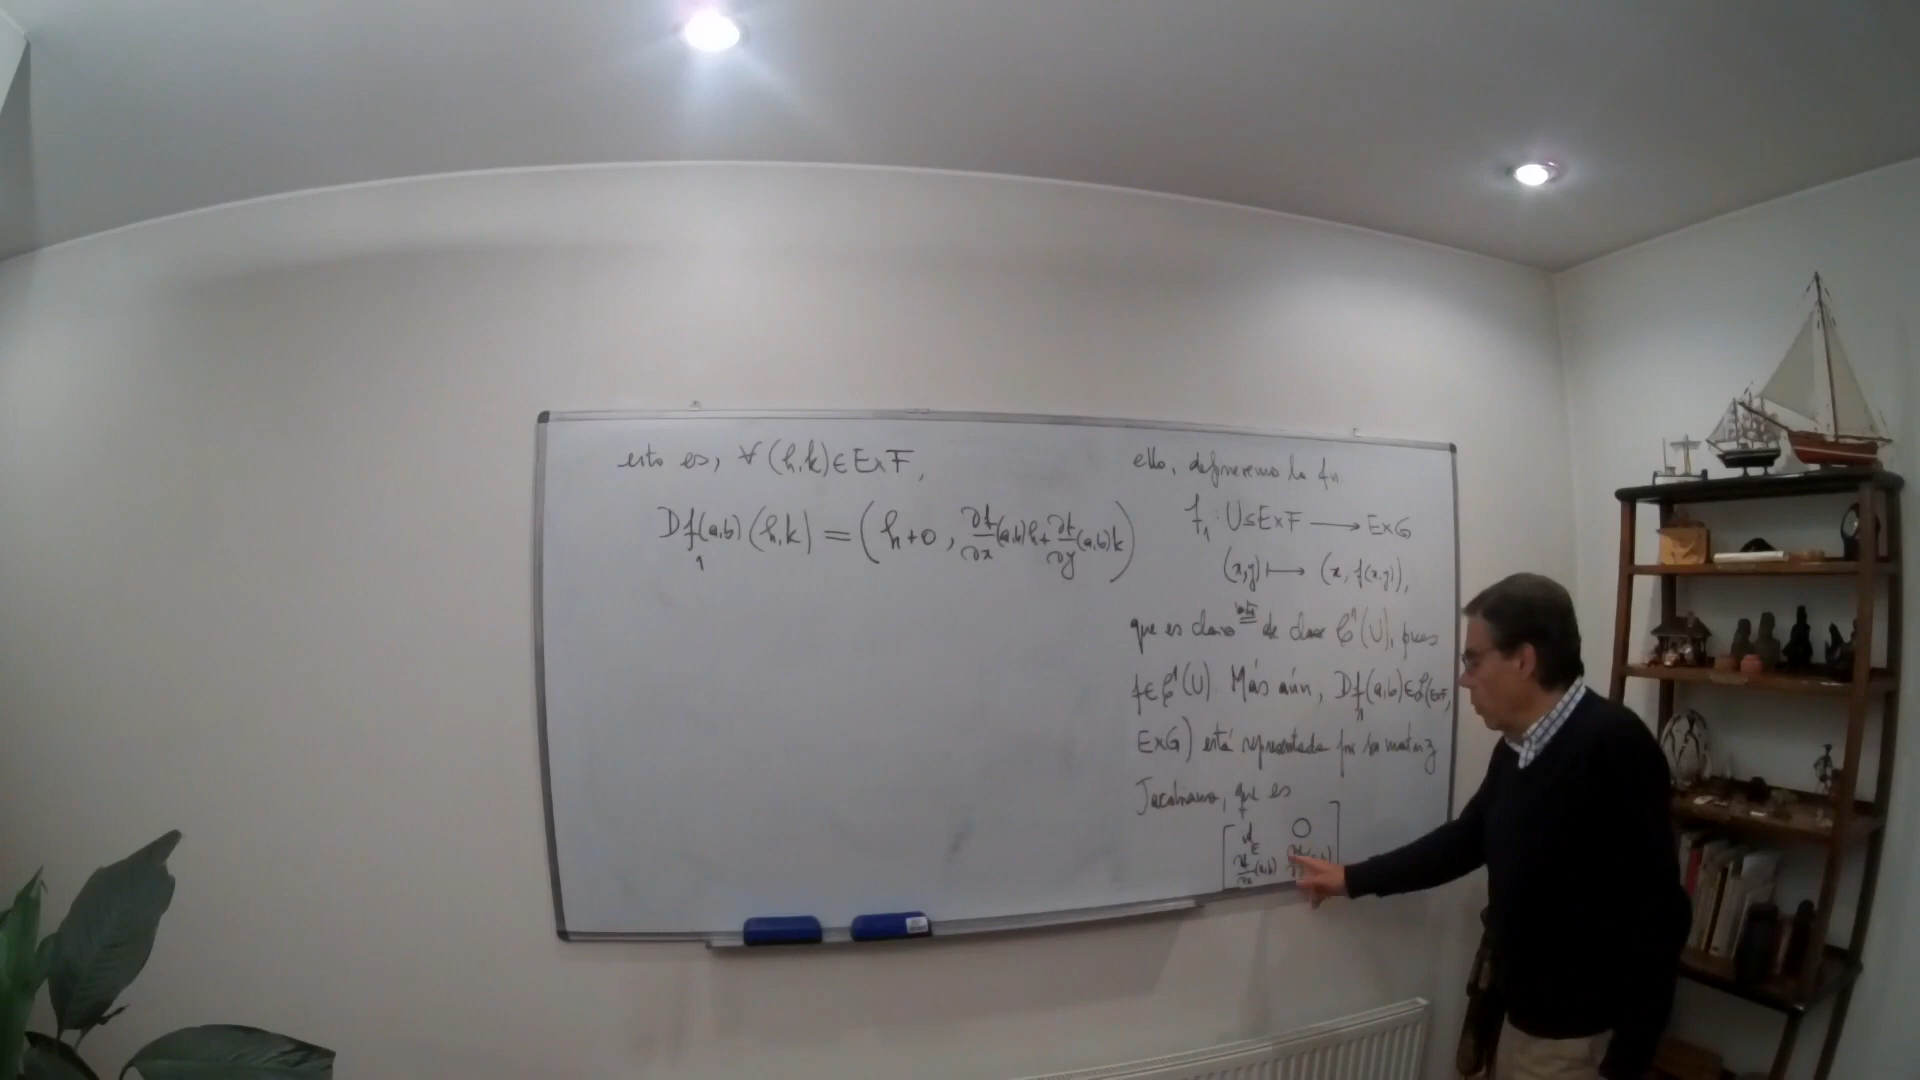 ello, definiremos la fn.
f₁ : U⊆E×F ⟶ E×G
(x,y) ⟼ (x, f(x,y)),
que es claro de clase 𝒞¹(U), pues
f∈𝒞¹(U). Más aún, Df₁(a,b)∈ℒ(E×F,
E×G) está representada por la matriz
Jacobiana, que es
[ id_E 0
∂f/∂x (a,b) ∂f/∂y (a,b) ]
esto es, ∀(h,k)∈E×F,
Df₁(a,b)(h,k) = (h+0, ∂f/∂x (a,b)h + ∂f/∂y (a,b)k)